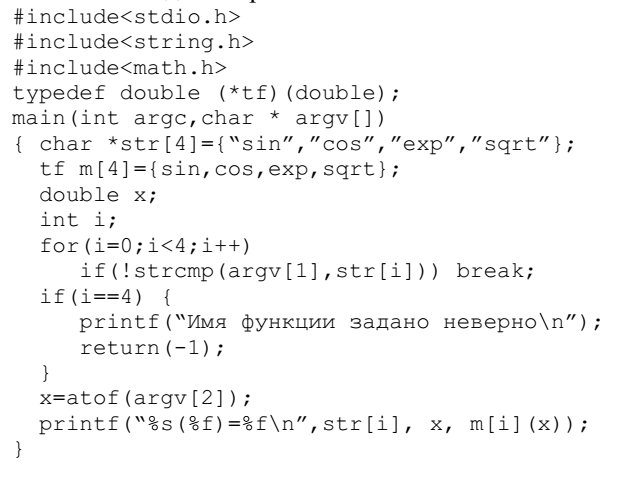 #include<stdio.h>
#include<string.h>
#include<math.h>
typedef double (*tf)(double);
main(int argc,char * argv[])
{ char *str[4]={“sin”,”cos”,”exp”,”sqrt”};
tf m[4]={sin,cos,exp,sqrt};
double x;
int i;
for(i=0;i<4;i++)
if(!strcmp(argv[1],str[i])) break;
if(i==4) {
printf(“Имя функции задано неверно\n”);
return(-1);
}
x=atof(argv[2]);
printf(“%s(%f)=%f\n”,str[i], x, m[i](x));
}